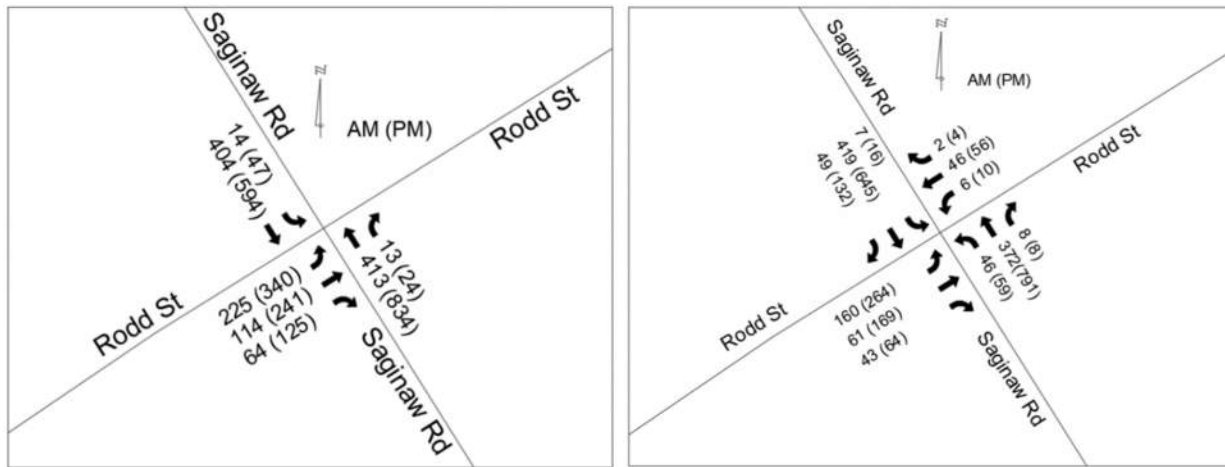 Saginaw Rd
N
AM (PM)
Rodd St
14 (47)
404 (594)
13 (24)
413 (834)
225 (340)
114 (241)
64 (125)
Rodd St
Saginaw Rd
Saginaw Rd
N
AM (PM)
Rodd St
7 (16)
419 (645)
49 (132)
2 (4)
46 (56)
6 (10)
8 (8)
372(791)
46 (59)
160 (264)
61 (169)
43 (64)
Rodd St
Saginaw Rd